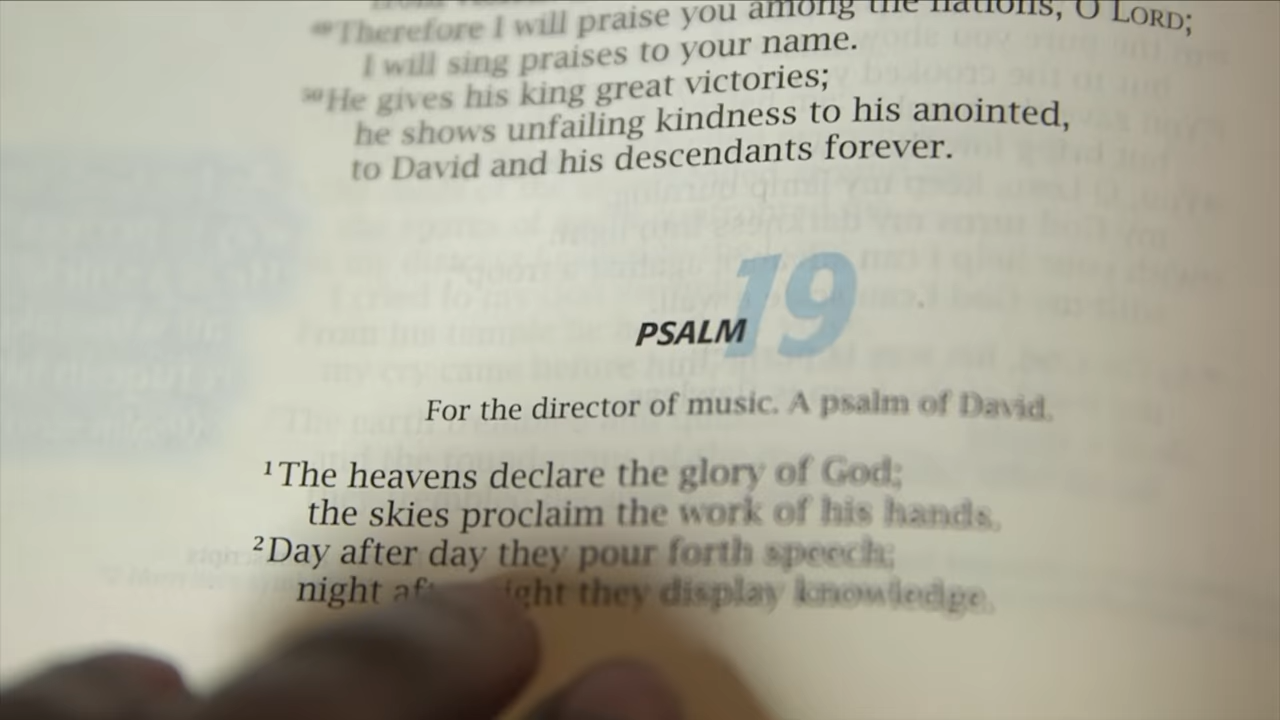 ⁴⁹Therefore I will praise you among the nations, O LORD;
I will sing praises to your name.
⁵⁰He gives his king great victories;
he shows unfailing kindness to his anointed,
to David and his descendants forever.
PSALM 19
For the director of music. A psalm of David.
¹The heavens declare the glory of God;
the skies proclaim the work of his hands.
²Day after day they pour forth speech;
night they display knowledge.